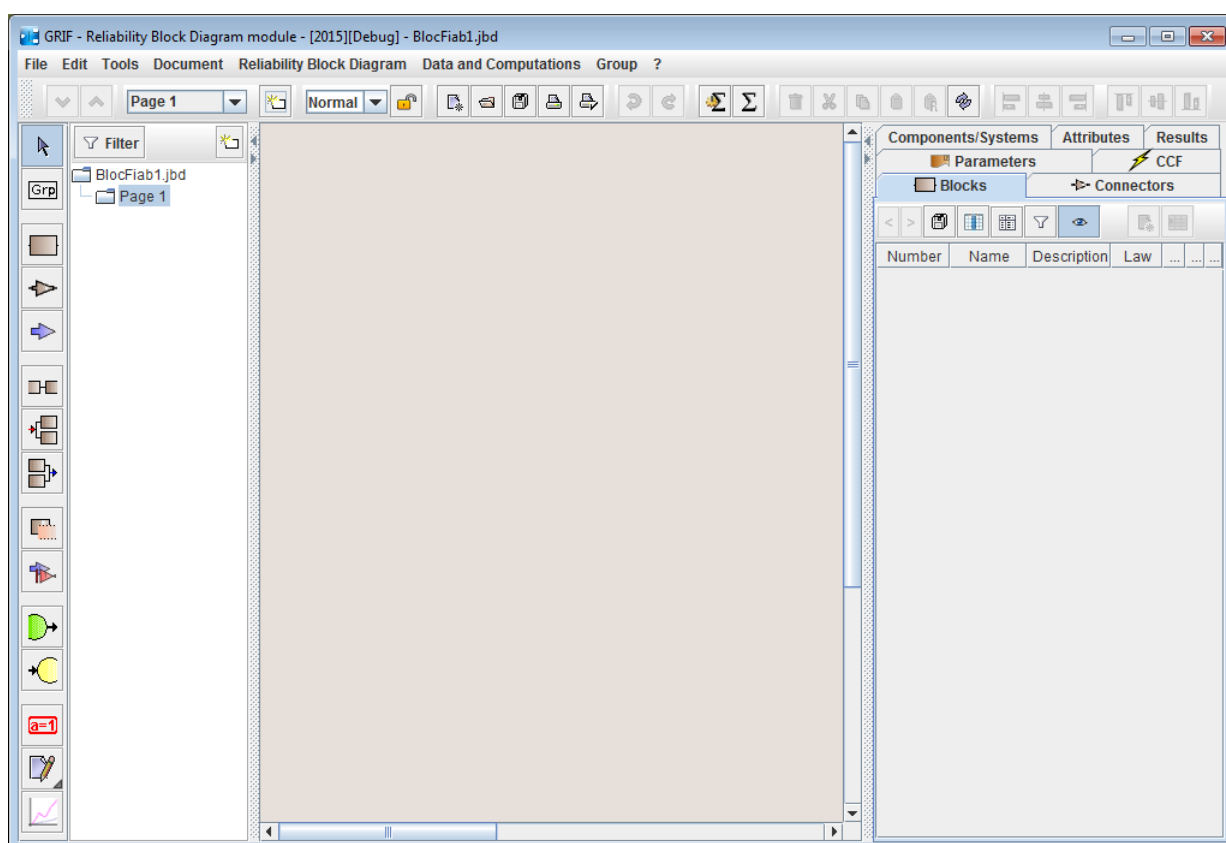 GRIF - Reliability Block Diagram module - [2015][Debug] - BlocFiab1.jbd
File Edit Tools Document Reliability Block Diagram Data and Computations Group ?
Page 1 Normal
Filter
BlocFiab1.jbd
Page 1
Grp
a=1
Components/Systems Attributes Results
Parameters CCF
Blocks Connectors
< >
Number Name Description Law ... ... ...